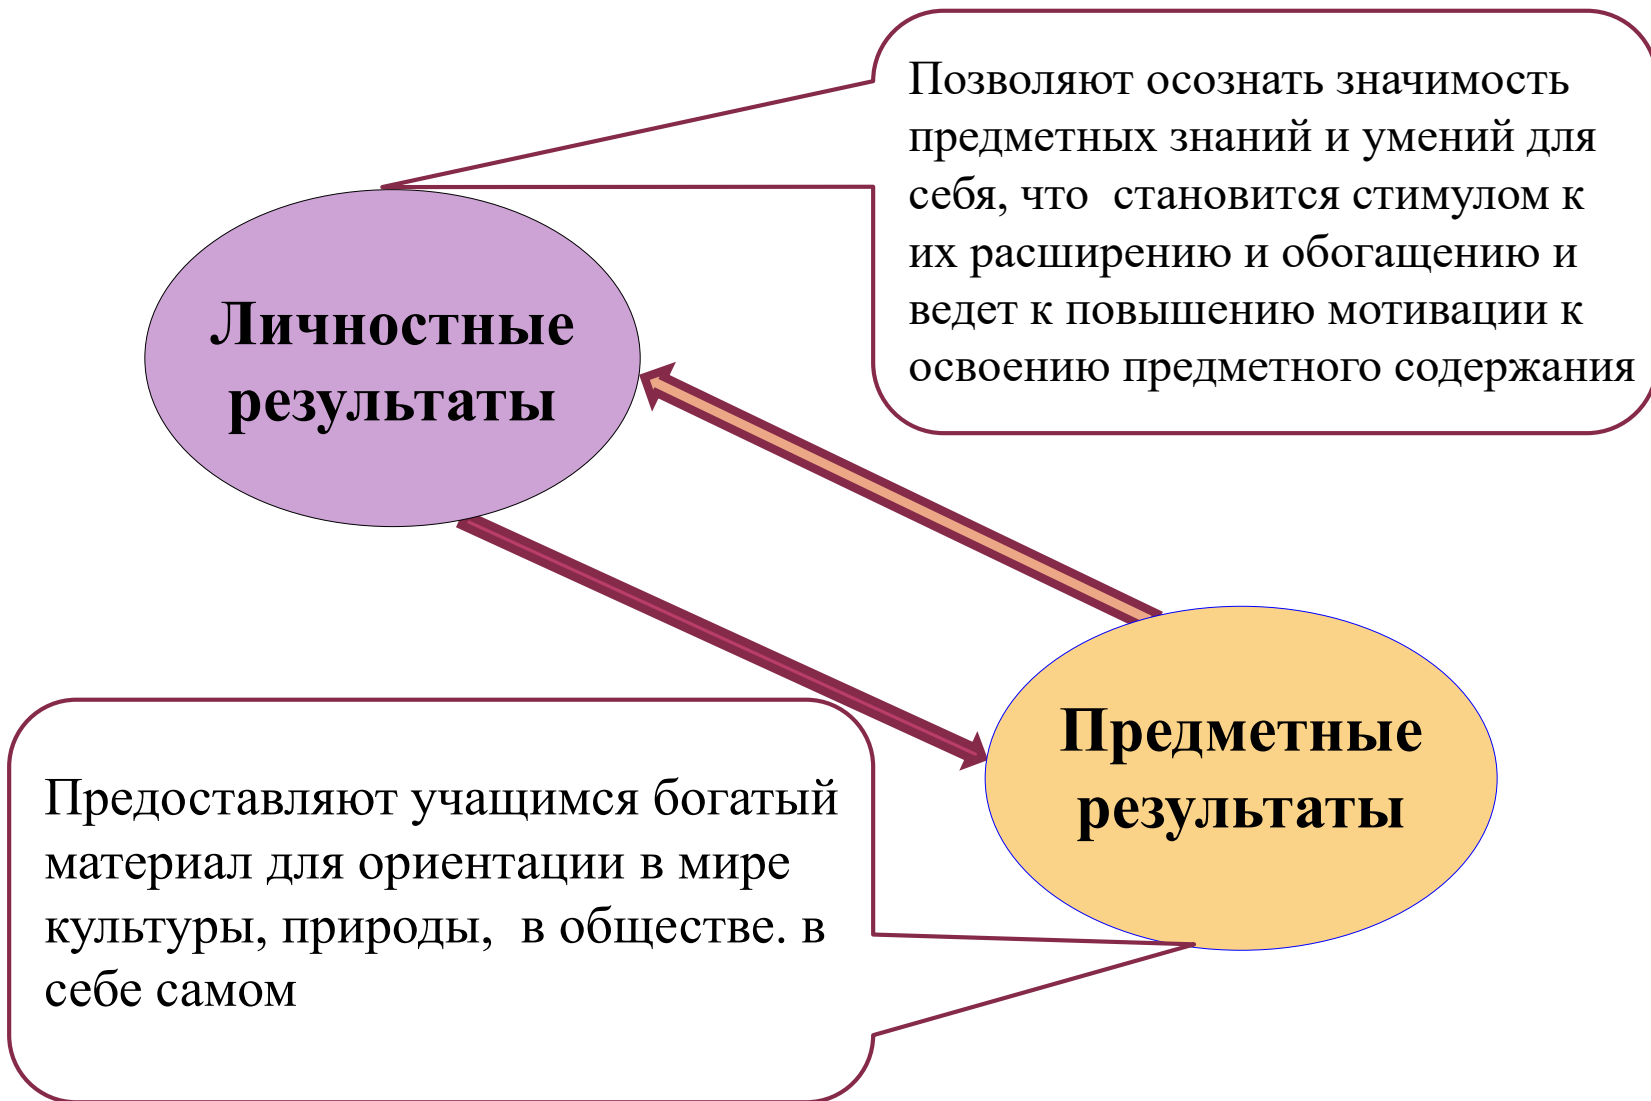 Позволяют осознать значимость
предметных знаний и умений для
себя, что  становится стимулом к
их расширению и обогащению и
ведет к повышению мотивации к
освоению предметного содержания
Личностные
результаты
Предметные
результаты
Предоставляют учащимся богатый
материал для ориентации в мире
культуры, природы,  в обществе. в
себе самом